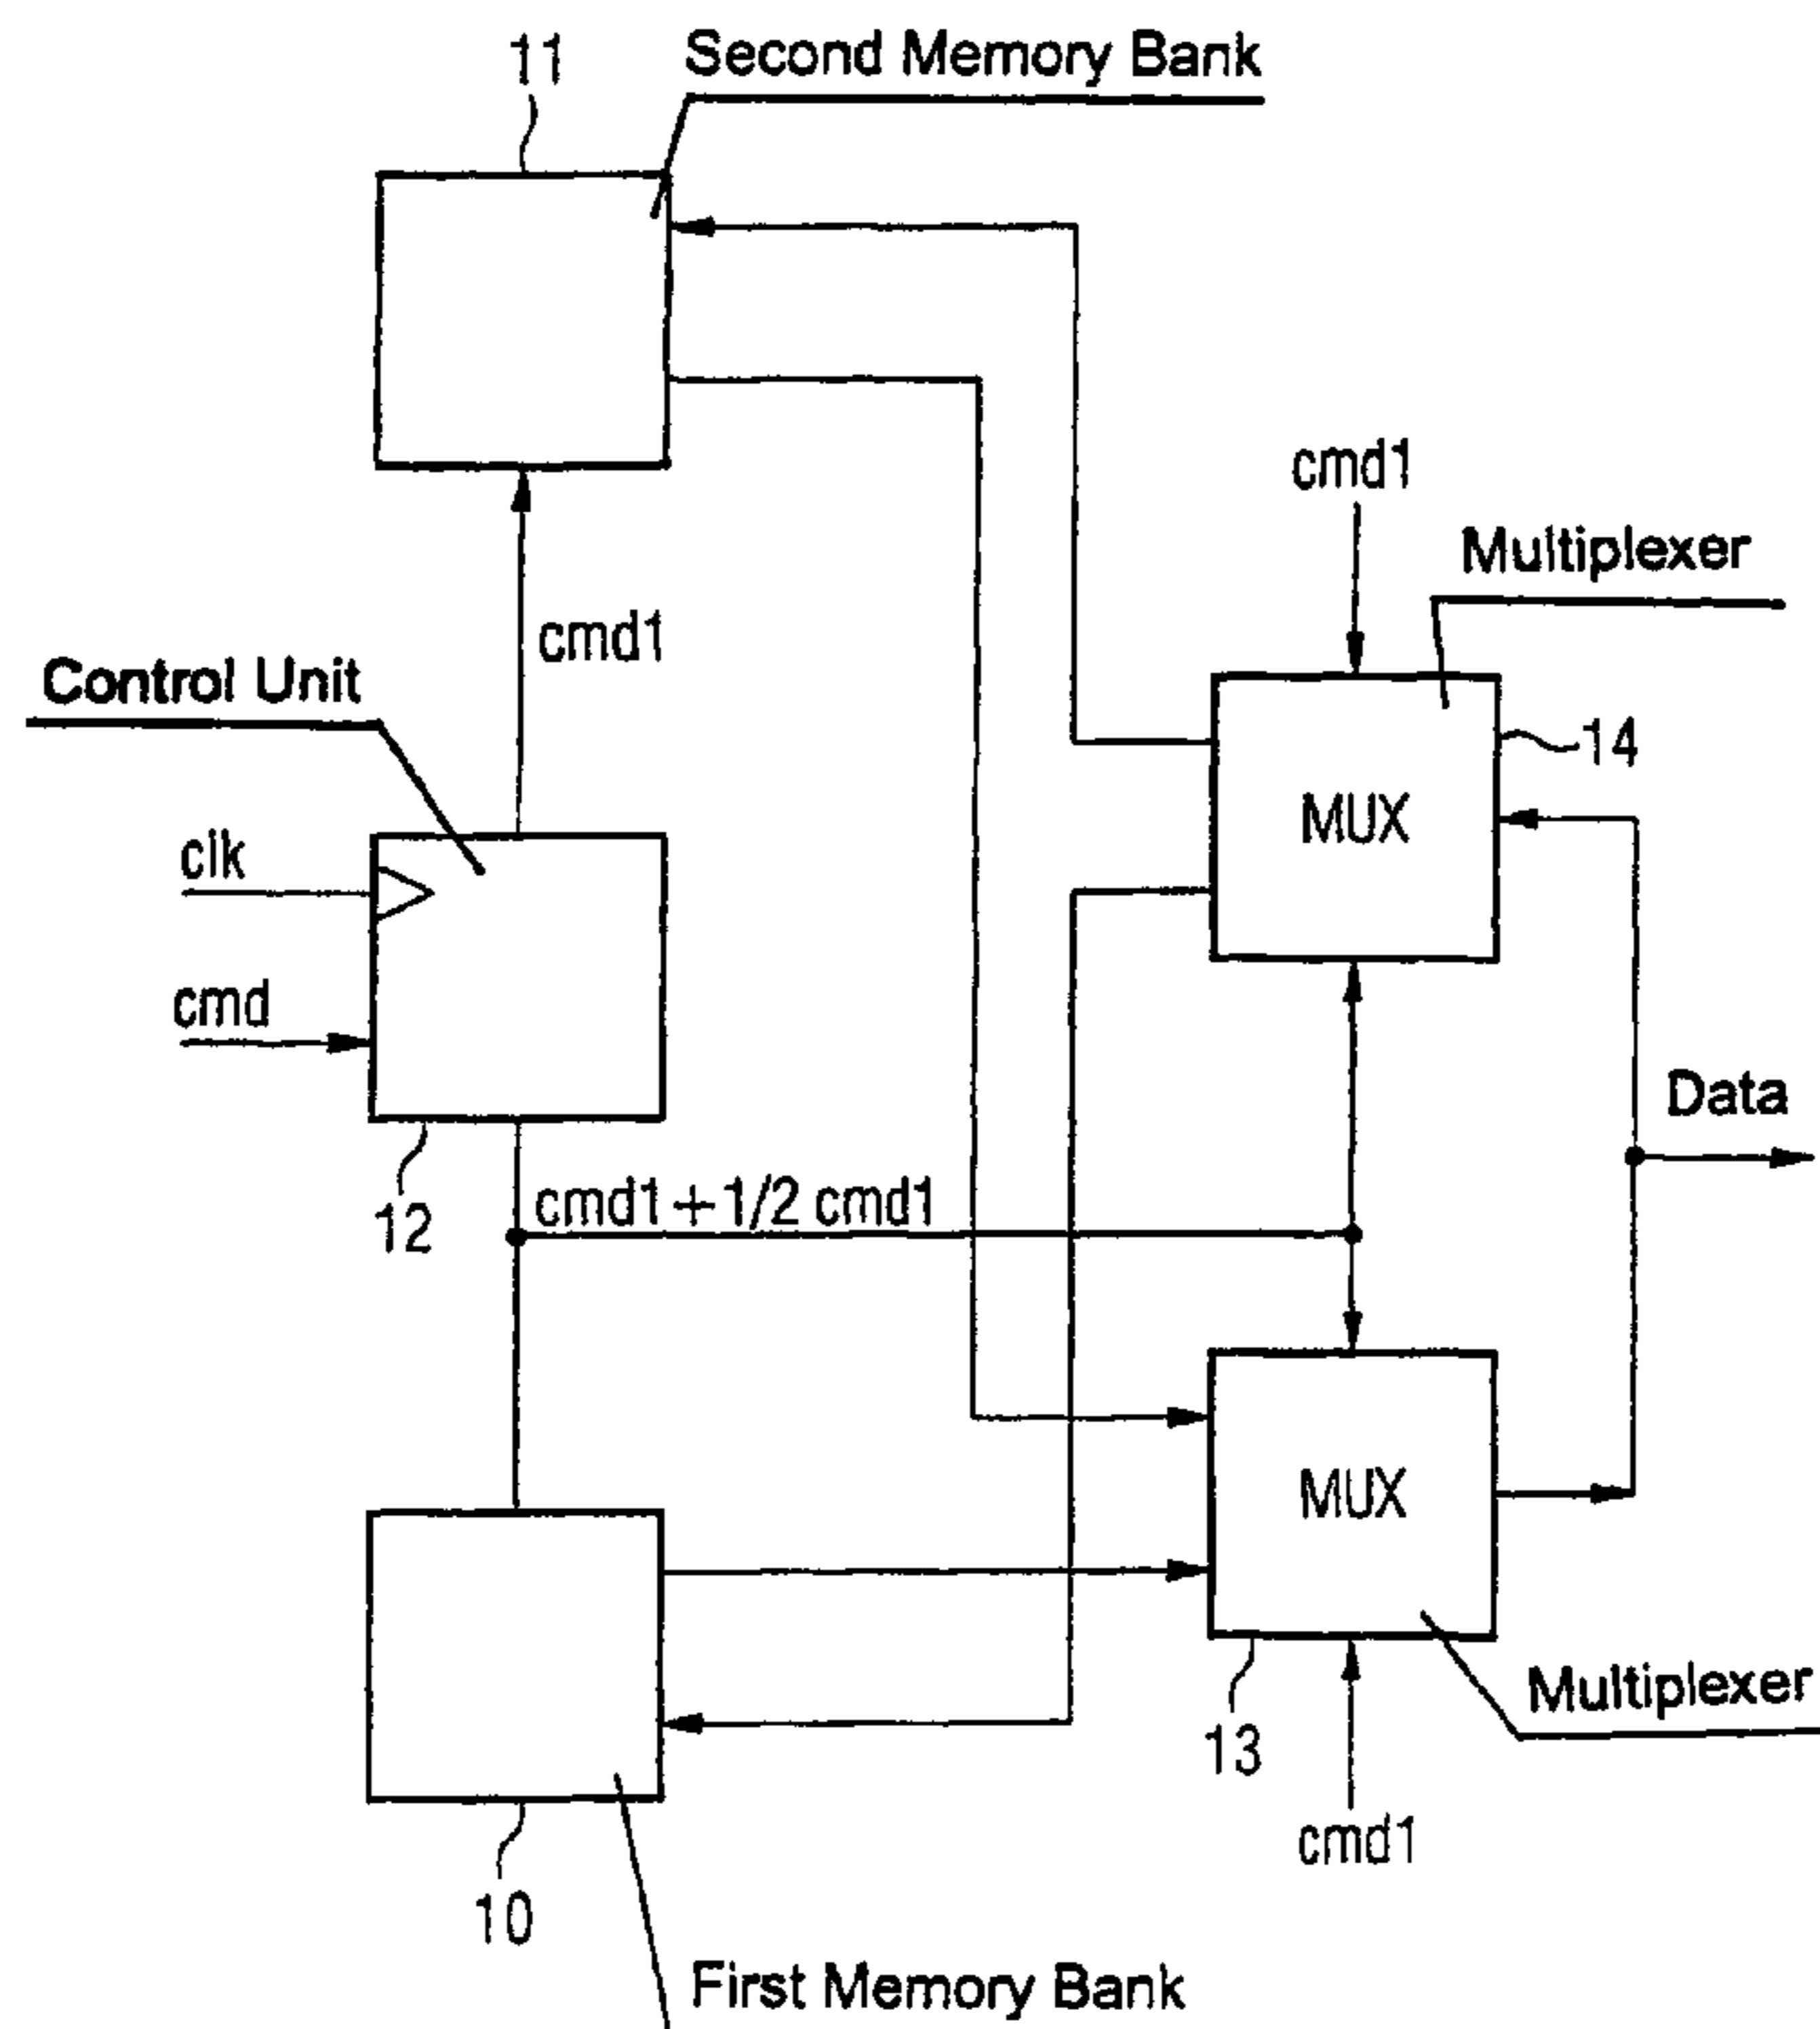 11
Second Memory Bank
cmd1
Multiplexer
cmd1
Control Unit
14
MUX
clk
cmd
Data
12
cmd1 + 1/2 cmd1
MUX
Multiplexer
13
cmd1
10
First Memory Bank